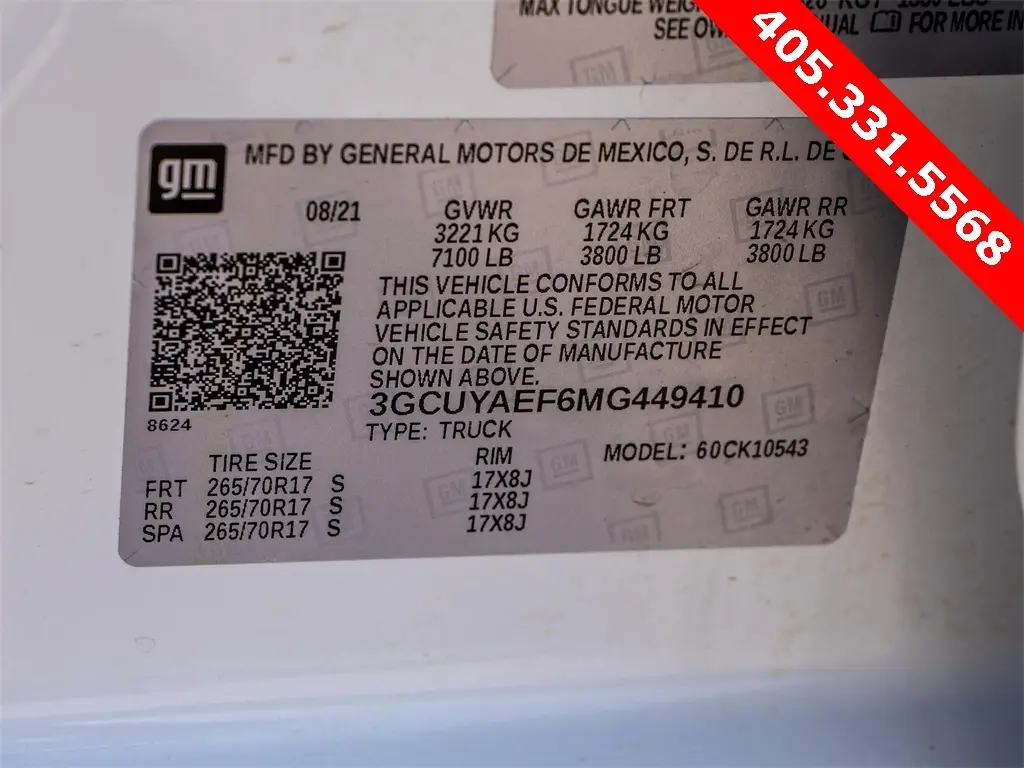 MAX TONGUE
SEE
FOR MORE
405.331.5568
gm
MFD BY GENERAL MOTORS DE MEXICO, S. DE R.L. DE
08/21 GVWR GAWR FRT GAWR RR
3221 KG 1724 KG 1724 KG
7100 LB 3800 LB 3800 LB
THIS VEHICLE CONFORMS TO ALL
APPLICABLE U.S. FEDERAL MOTOR
VEHICLE SAFETY STANDARDS IN EFFECT
ON THE DATE OF MANUFACTURE
SHOWN ABOVE.
3GCUYAEF6MG449410
8624
TYPE: TRUCK
MODEL: 60CK10543
TIRE SIZE RIM
FRT 265/70R17 S 17X8J
RR 265/70R17 S 17X8J
SPA 265/70R17 S 17X8J